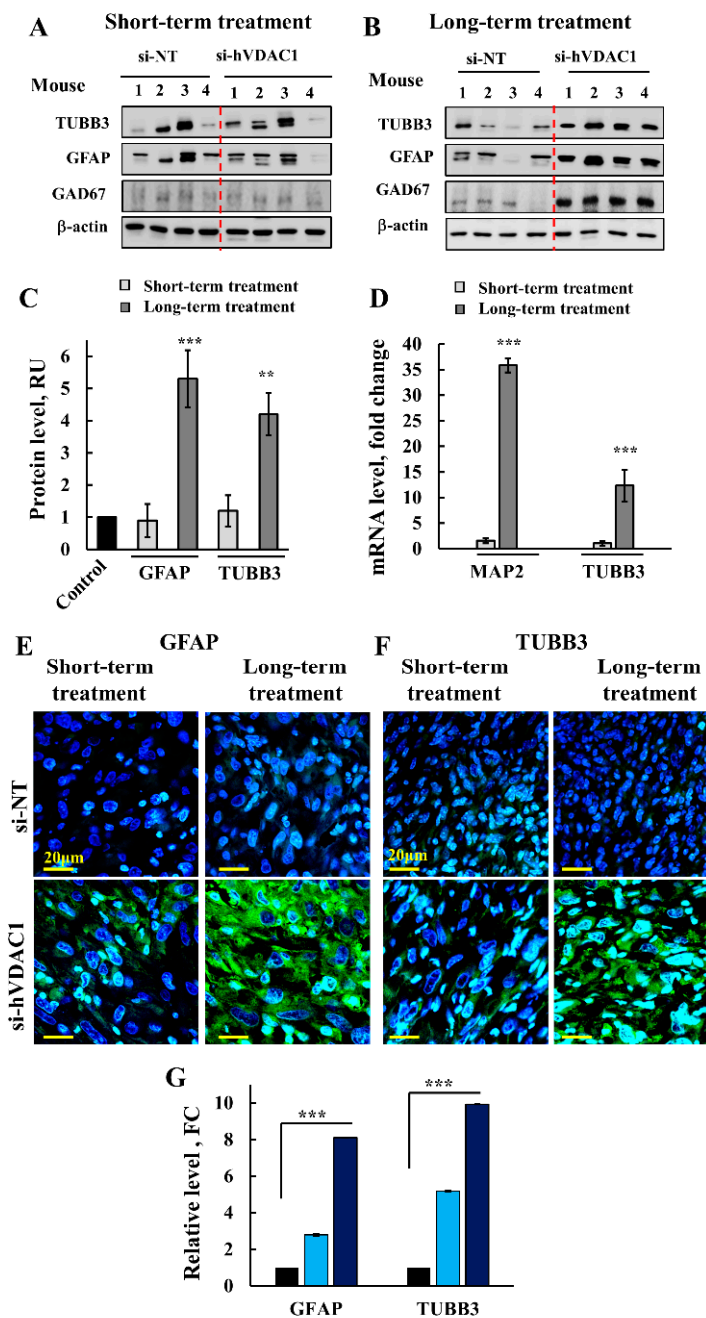 A Short-term treatment
si-NT si-hVDAC1
Mouse
1 2 3 4 1 2 3 4
TUBB3
GFAP
GAD67
β-actin
B Long-term treatment
si-NT si-hVDAC1
Mouse
1 2 3 4 1 2 3 4
TUBB3
GFAP
GAD67
β-actin
C
Short-term treatment
Long-term treatment
Protein level, RU
6
5
4
3
2
1
0
*** **
Control
GFAP TUBB3
D
Short-term treatment
Long-term treatment
mRNA level, fold change
40
35
30
25
20
15
10
5
0
***
***
MAP2 TUBB3
E GFAP
Short-term treatment
Long-term treatment
F TUBB3
Short-term treatment
Long-term treatment
si-NT
20μm
20μm
si-hVDAC1
G
Relative level , FC
10
8
6
4
2
0
*** ***
GFAP TUBB3